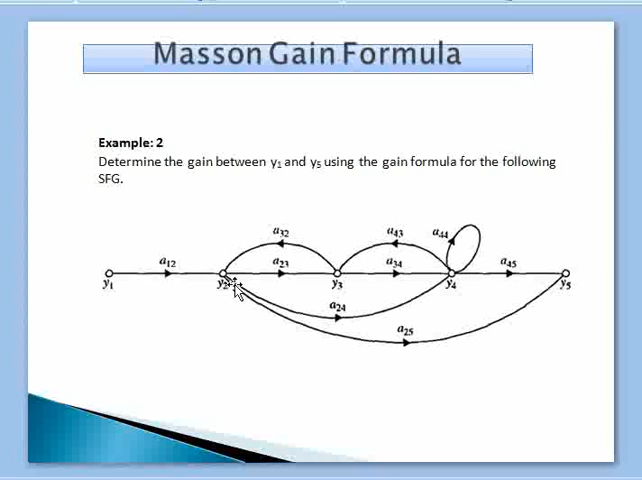 Masson Gain Formula
Example: 2
Determine the gain between y1 and y5 using the gain formula for the following
SFG.
a32
a43
a44
a12
a23
a34
a45
y1
y2
y3
y4
y5
a24
a25